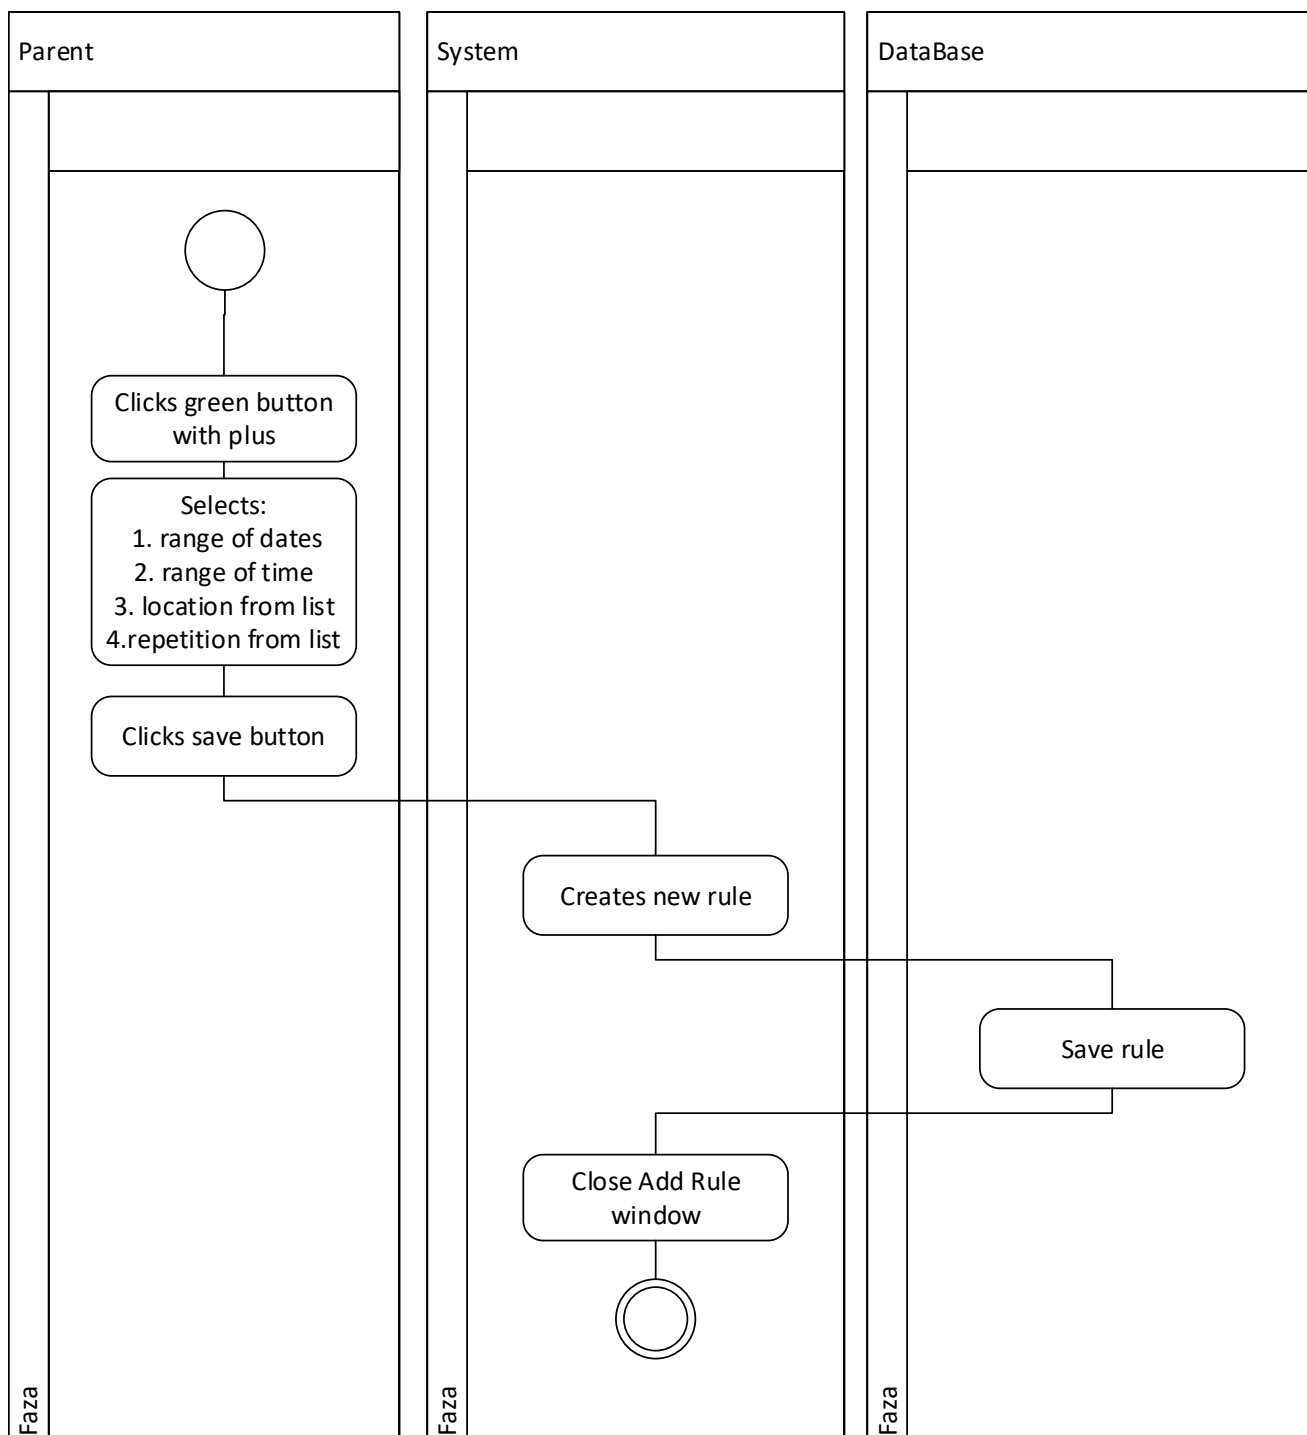 Parent
System
DataBase
Clicks green button
with plus
Selects:
1. range of dates
2. range of time
3. location from list
4.repetition from list
Clicks save button
Creates new rule
Save rule
Close Add Rule
window
Faza
Faza
Faza